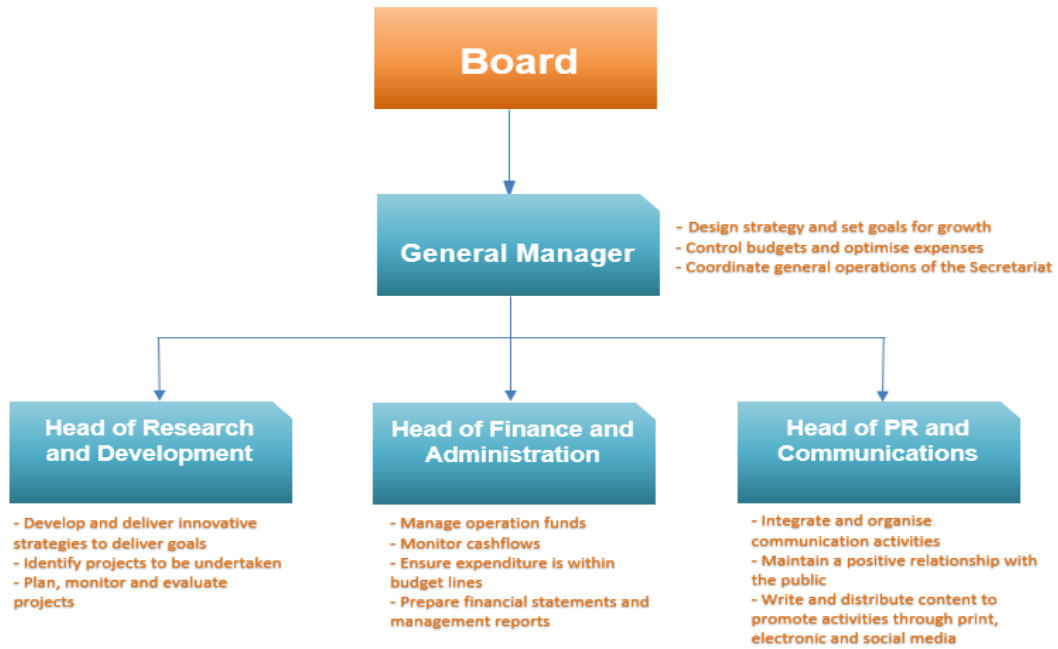 Board
General Manager
- Design strategy and set goals for growth
- Control budgets and optimise expenses
- Coordinate general operations of the Secretariat
Head of Research
and Development
- Develop and deliver innovative
strategies to deliver goals
- Identify projects to be undertaken
- Plan, monitor and evaluate
projects
Head of Finance and
Administration
- Manage operation funds
- Monitor cashflows
- Ensure expenditure is within
budget lines
- Prepare financial statements and
management reports
Head of PR and
Communications
- Integrate and organise
communication activities
- Maintain a positive relationship with
the public
- Write and distribute content to
promote activities through print,
electronic and social media